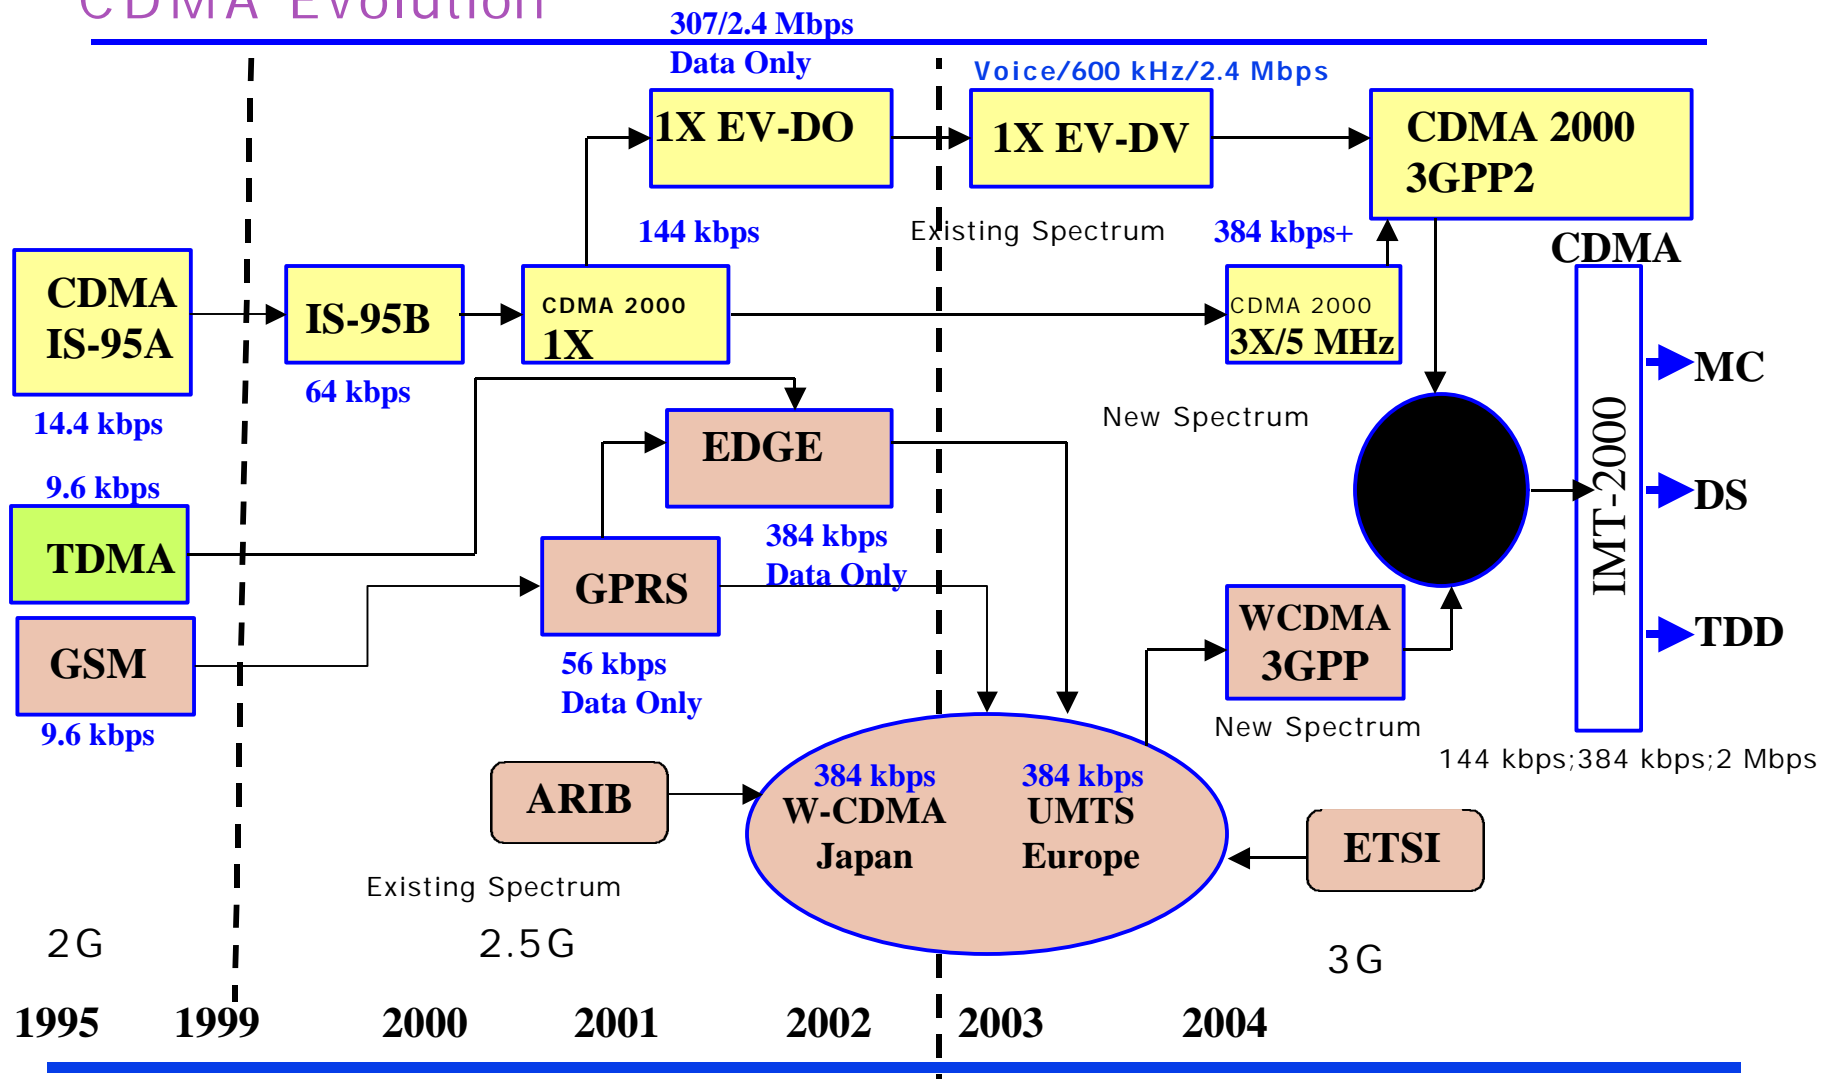 CDMA Evolution
307/2.4 Mbps
Data Only
Voice/600 kHz/2.4 Mbps
1X EV-DO
1X EV-DV
CDMA 2000
3GPP2
144 kbps
Existing Spectrum
384 kbps+
CDMA
CDMA
IS-95A
IS-95B
CDMA 2000
1X
CDMA 2000
3X/5 MHz
14.4 kbps
64 kbps
New Spectrum
MC
EDGE
9.6 kbps
TDMA
384 kbps
Data Only
IMT-2000
DS
GPRS
56 kbps
Data Only
GSM
9.6 kbps
WCDMA
3GPP
New Spectrum
TDD
144 kbps;384 kbps;2 Mbps
ARIB
384 kbps
W-CDMA
Japan
384 kbps
UMTS
Europe
ETSI
Existing Spectrum
2G
2.5G
3G
1995 1999 2000 2001 2002 2003 2004